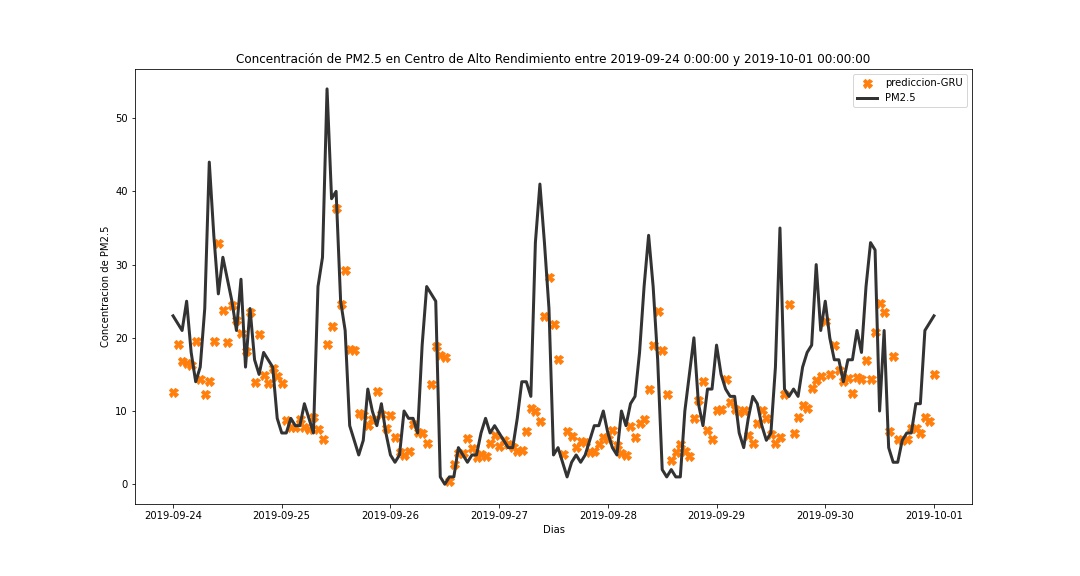 Concentración de PM2.5 en Centro de Alto Rendimiento entre 2019-09-24 0:00:00 y 2019-10-01 00:00:00
prediccion-GRU
PM2.5
Concentracion de PM2.5
50
40
30
20
10
0
2019-09-24 2019-09-25 2019-09-26 2019-09-27 2019-09-28 2019-09-29 2019-09-30 2019-10-01
Dias